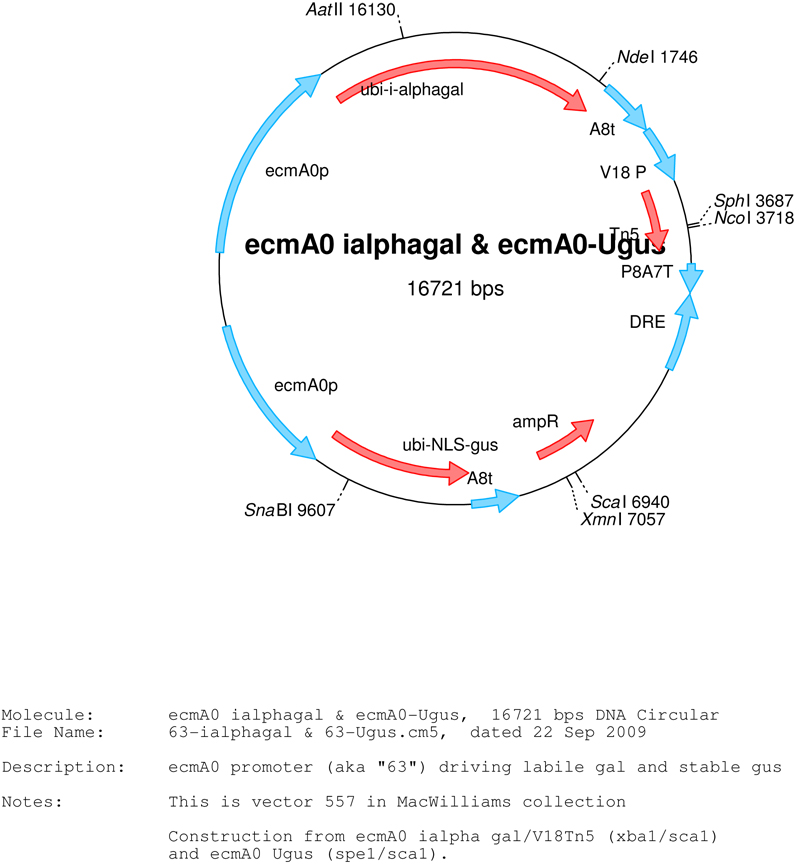 AatII 16130
NdeI 1746
ubi-i-alphagal
A8t
ecmA0p
V18 P
SphI 3687
NcoI 3718
Tn5
ecmA0 ialphagal & ecmA0-Ugus
P8A7T
16721 bps
DRE
ecmA0p
ampR
ubi-NLS-gus
A8t
ScaI 6940
SnaBI 9607
XmnI 7057
Molecule: ecmA0 ialphagal & ecmA0-Ugus, 16721 bps DNA Circular
File Name: 63-ialphagal & 63-Ugus.cm5, dated 22 Sep 2009
Description: ecmA0 promoter (aka "63") driving labile gal and stable gus
Notes: This is vector 557 in MacWilliams collection
Construction from ecmA0 ialpha gal/V18Tn5 (xba1/sca1)
and ecmA0 Ugus (spe1/sca1).